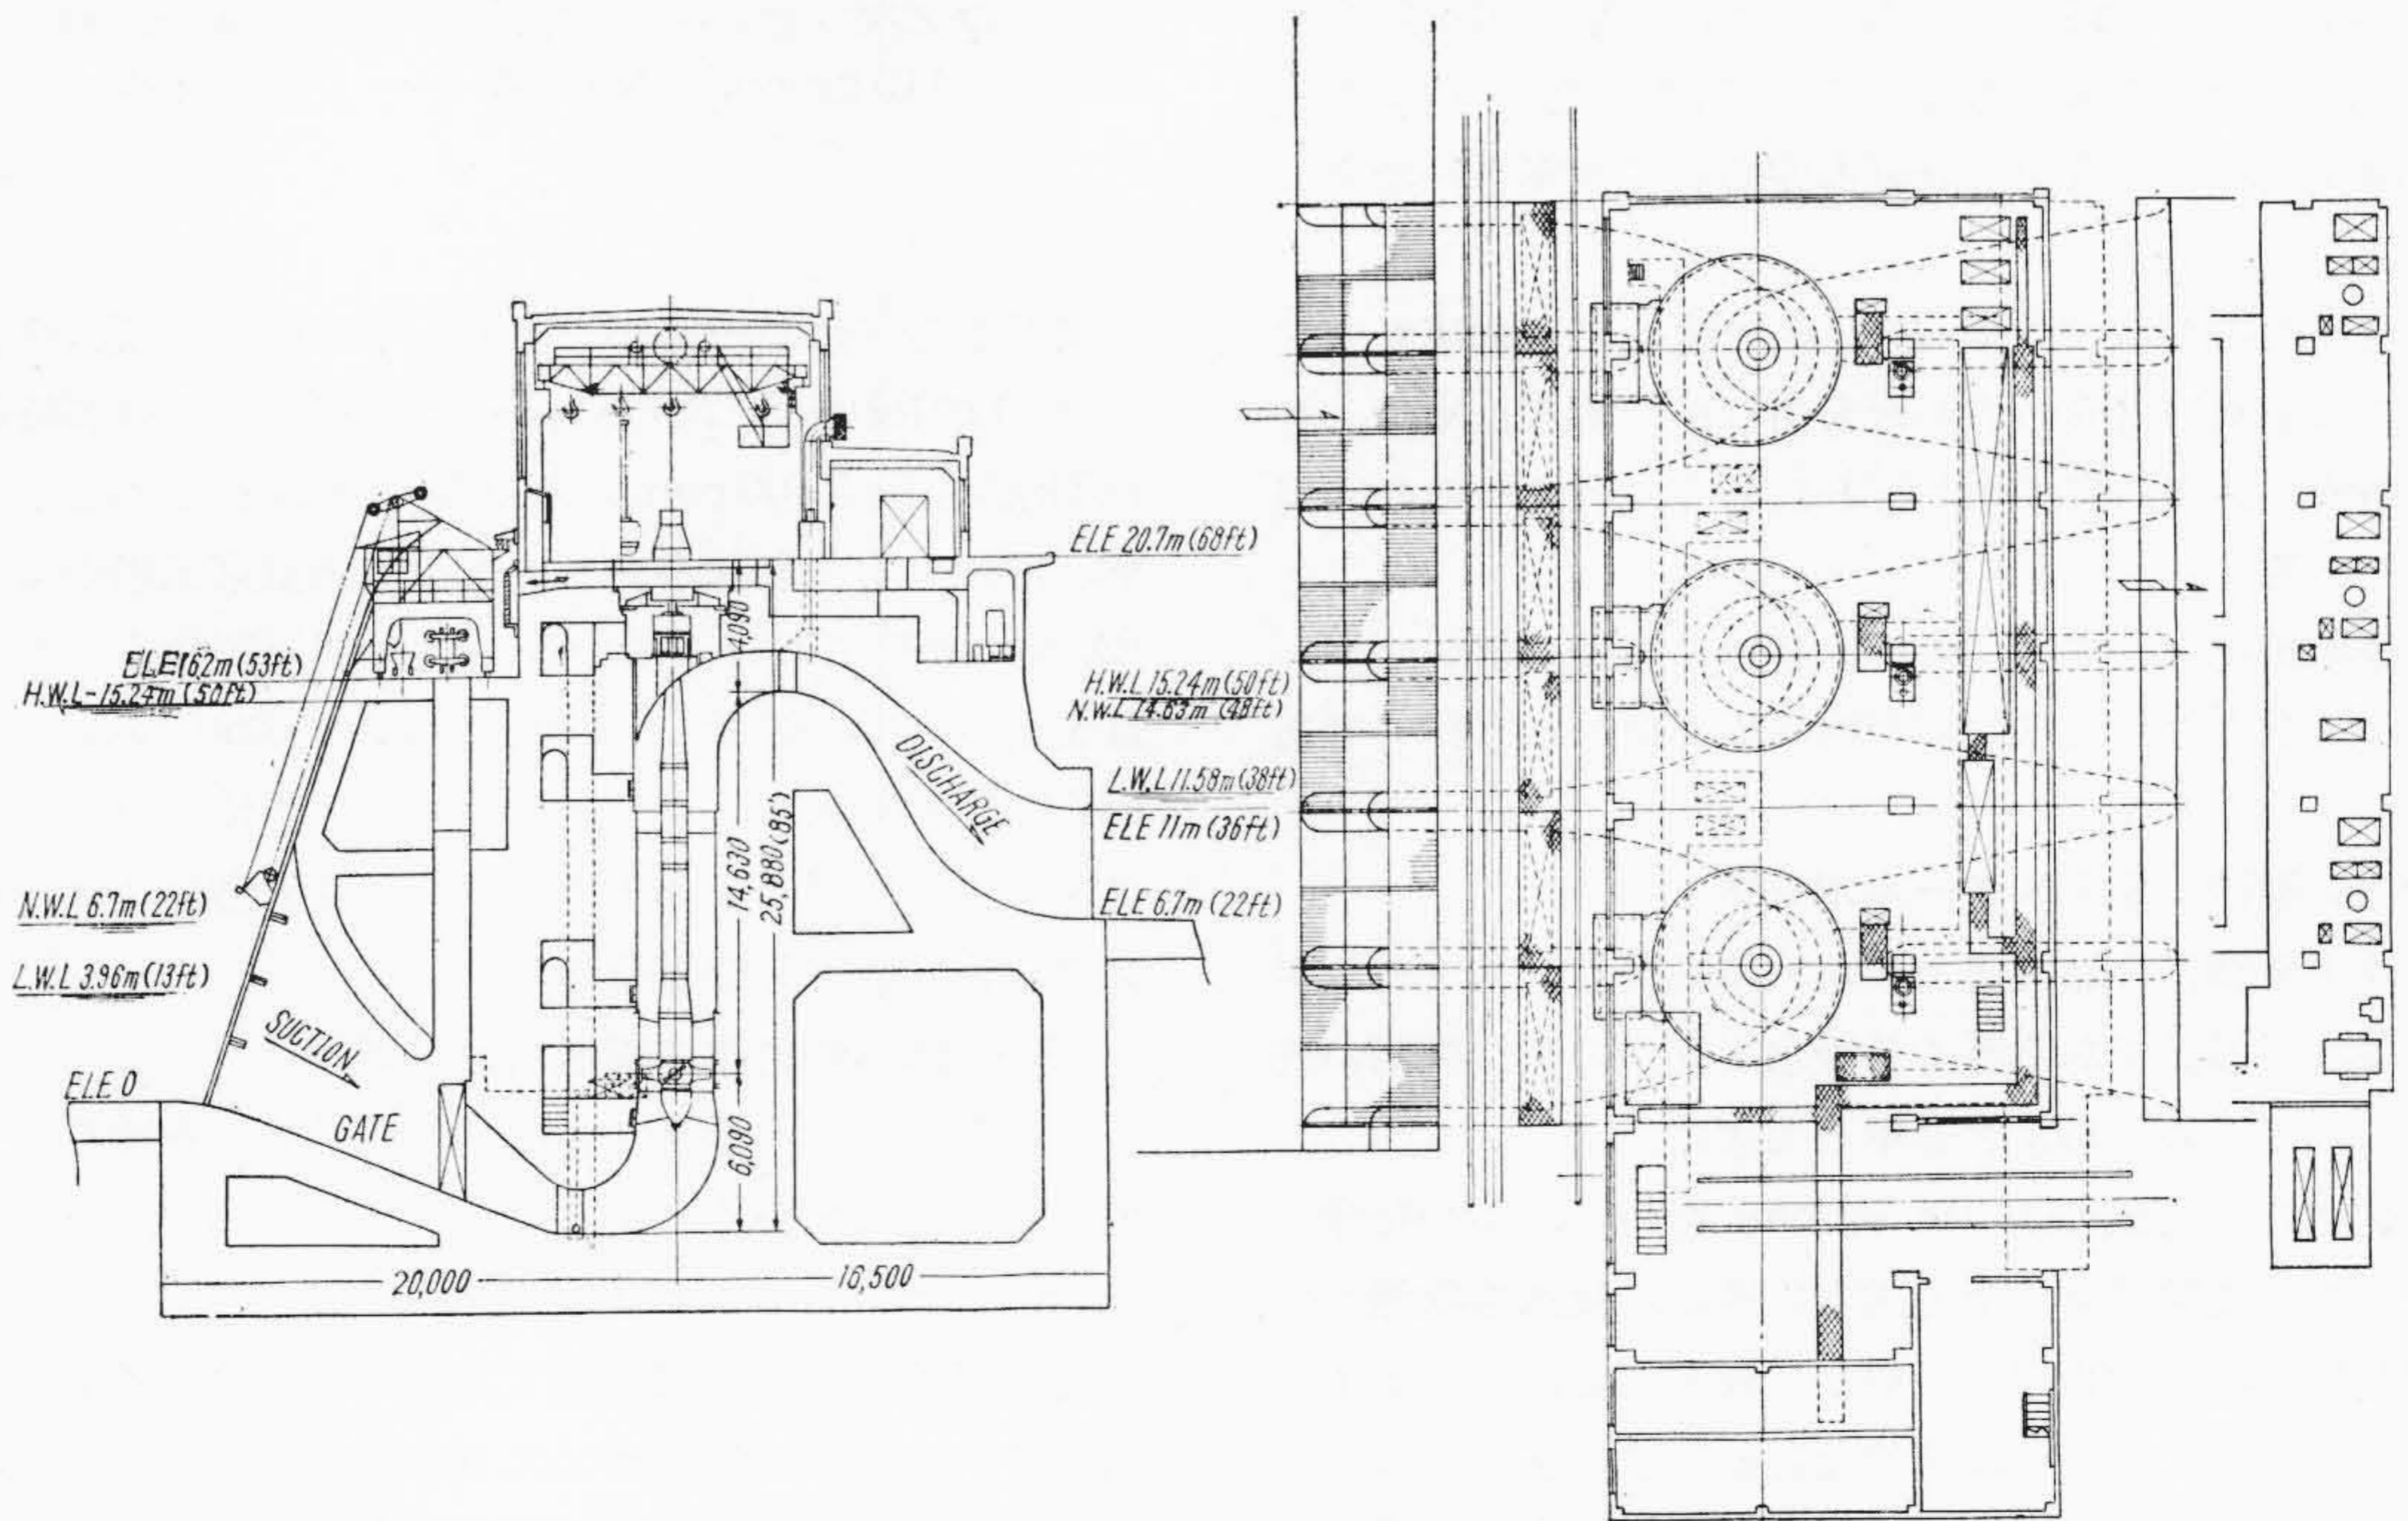 ELE 20.7m (68ft)
ELE 16.2m (53ft)
H.W.L-15.24m (50ft)
H.W.L 15.24m (50ft)
N.W.L 14.63m (48ft)
DISCHARGE
L.W.L 11.58m (38ft)
ELE 11m (36ft)
ELE 6.7m (22ft)
N.W.L 6.7m (22ft)
L.W.L 3.96m (13ft)
SUCTION
ELE 0
GATE
4,090
14,630
25,880 (85')
6,090
20,000
16,500